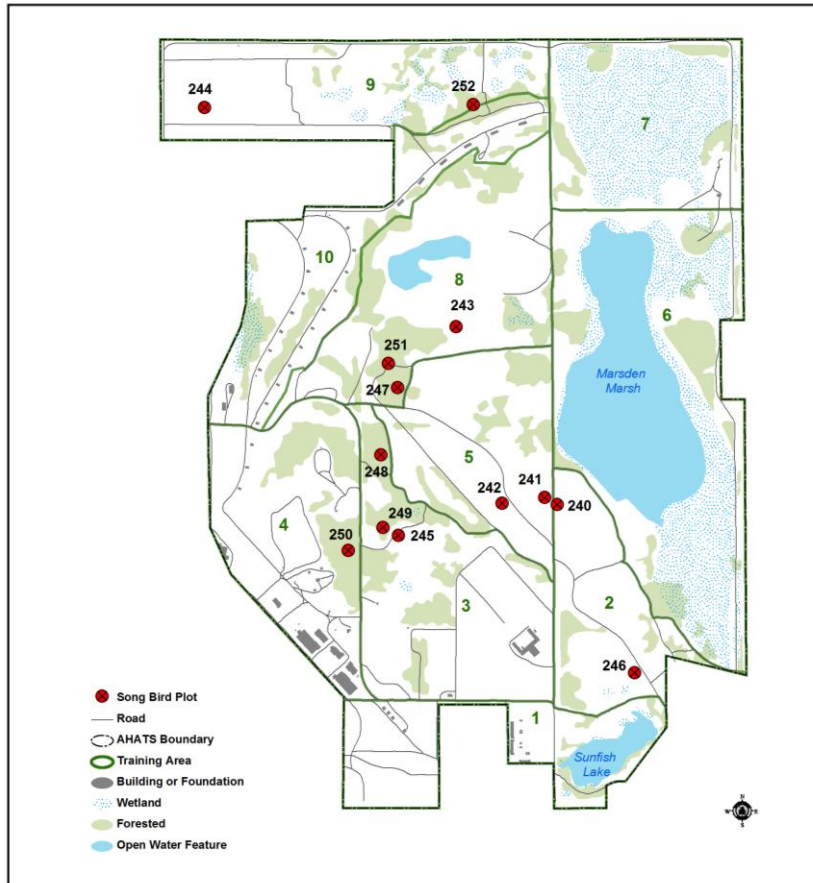 244
9
252
7
10
8
243
6
251
247
Marsden
Marsh
248
5
242
241
240
4
250
249
245
3
2
246
1
Sunfish
Lake
Song Bird Plot
Road
AHATS Boundary
Training Area
Building or Foundation
Wetland
Forested
Open Water Feature
N
W
E
S